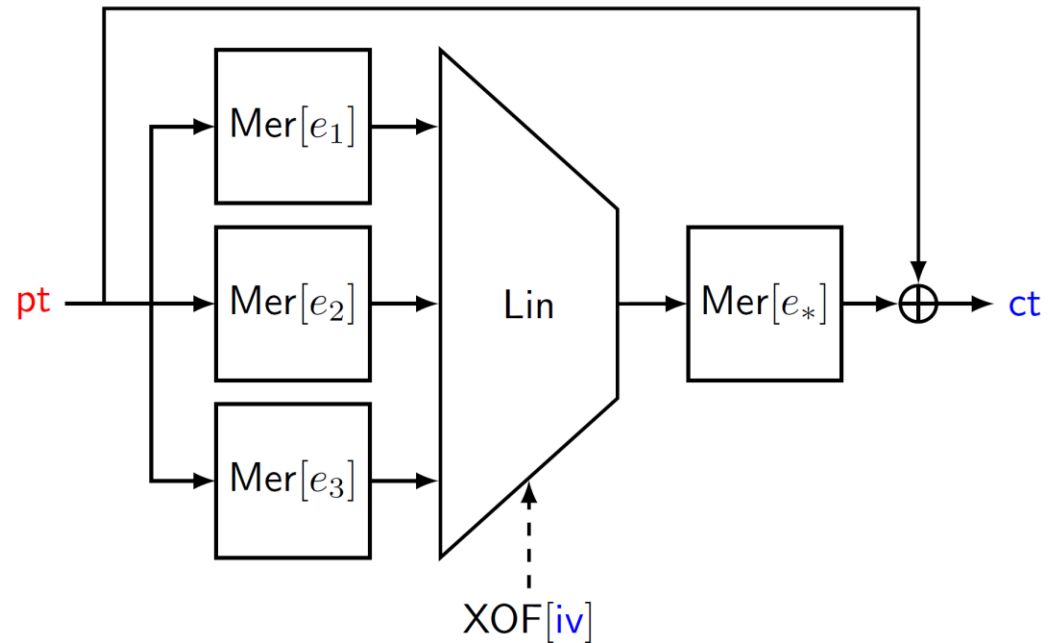 Mer[e₁]
pt
Mer[e₂]
Lin
Mer[e∗]
ct
Mer[e₃]
XOF[iv]